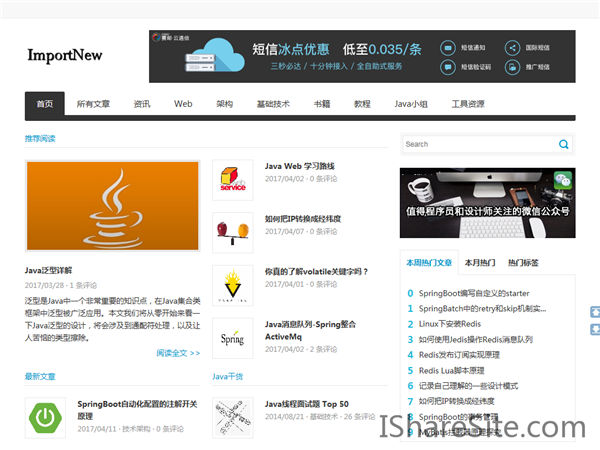 ImportNew
螺帽·云通信
短信冰点优惠 低至0.035/条
三秒必达 / 十分钟接入 / 全自助式服务
短信通知
国际短信
短信验证码
推广短信
首页
所有文章
资讯
Web
架构
基础技术
书籍
教程
Java小组
工具资源
推荐阅读
Java泛型详解
2017/03/28 · 1 条评论
泛型是Java中一个非常重要的知识点，在Java集合类
框架中泛型被广泛应用。本文我们将从零开始来看一
下Java泛型的设计，将会涉及到通配符处理，以及让
人苦恼的类型擦除。
阅读全文 >>
service
Java Web 学习路线
2017/04/02 · 0 条评论
如何把IP转换成经纬度
2017/04/07 · 0 条评论
你真的了解volatile关键字吗？
2017/04/01 · 0 条评论
Spring
Java消息队列-Spring整合
ActiveMq
2017/04/02 · 2 条评论
Search
值得程序员和设计师关注的微信公众号
本周热门文章
本月热门
热门标签
0 SpringBoot编写自定义的starter
1 SpringBatch中的retry和skip机制实...
2 Linux下安装Redis
3 如何使用Jedis操作Redis消息队列
4 Redis发布订阅实现原理
5 Redis Lua脚本原理
6 记录自己理解的一些设计模式
7 如何把IP转换成经纬度
8 SpringBoot的事务管理
9
最新文章
SpringBoot自动化配置的注解开关
原理
2017/04/11 · 技术架构 · 0 条评论
Java干货
Java线程面试题 Top 50
2014/08/21 · 基础技术 · 26 条评论
IShareSite.com